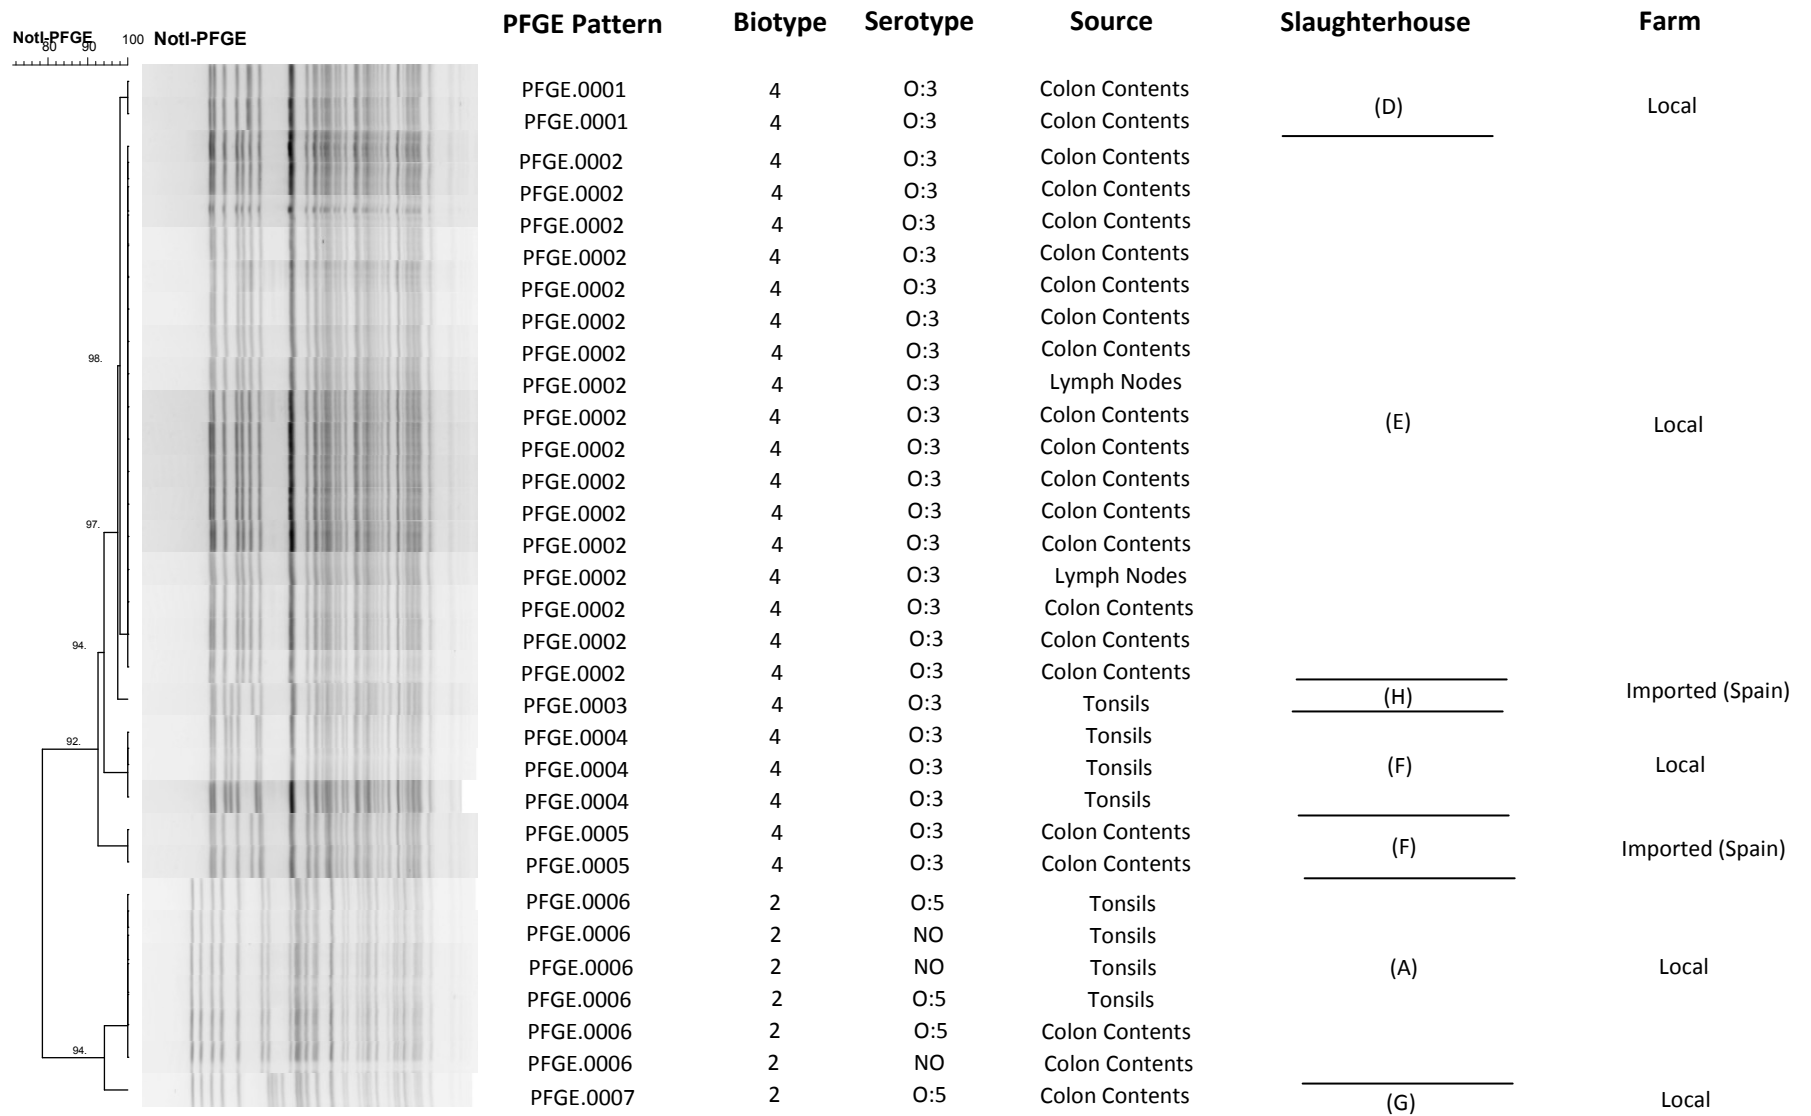 PFGE Pattern Biotype Serotype Source Slaughterhouse Farm
NotI-PFGE NotI-PFGE
80 90 100
PFGE.0001 4 O:3 Colon Contents
(D) Local
PFGE.0001 4 O:3 Colon Contents
PFGE.0002 4 O:3 Colon Contents
PFGE.0002 4 O:3 Colon Contents
PFGE.0002 4 O:3 Colon Contents
PFGE.0002 4 O:3 Colon Contents
PFGE.0002 4 O:3 Colon Contents
PFGE.0002 4 O:3 Colon Contents
PFGE.0002 4 O:3 Colon Contents
98.
PFGE.0002 4 O:3 Lymph Nodes
PFGE.0002 4 O:3 Colon Contents
(E) Local
PFGE.0002 4 O:3 Colon Contents
PFGE.0002 4 O:3 Colon Contents
PFGE.0002 4 O:3 Colon Contents
97.
PFGE.0002 4 O:3 Colon Contents
PFGE.0002 4 O:3 Lymph Nodes
PFGE.0002 4 O:3 Colon Contents
PFGE.0002 4 O:3 Colon Contents
94.
PFGE.0002 4 O:3 Colon Contents
PFGE.0003 4 O:3 Tonsils (H) Imported (Spain)
PFGE.0004 4 O:3 Tonsils
92.
PFGE.0004 4 O:3 Tonsils (F) Local
PFGE.0004 4 O:3 Tonsils
PFGE.0005 4 O:3 Colon Contents
(F) Imported (Spain)
PFGE.0005 4 O:3 Colon Contents
PFGE.0006 2 O:5 Tonsils
PFGE.0006 2 NO Tonsils
PFGE.0006 2 NO Tonsils (A) Local
PFGE.0006 2 O:5 Tonsils
PFGE.0006 2 O:5 Colon Contents
94.
PFGE.0006 2 NO Colon Contents
PFGE.0007 2 O:5 Colon Contents (G) Local